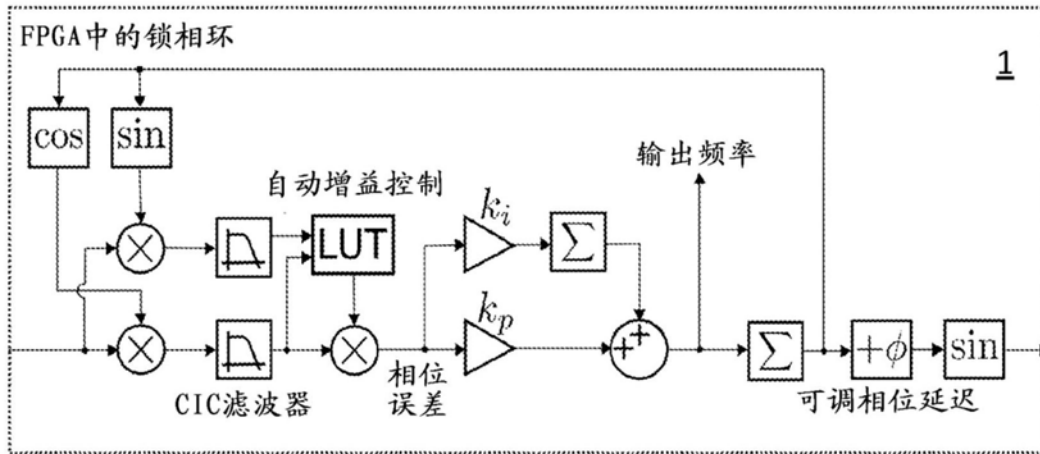 FPGA中的锁相环
1
cos
sin
输出频率
自动增益控制
k_i
LUT
∑
k_p
+
+
∑
+ϕ
sin
相位
误差
CIC滤波器
可调相位延迟